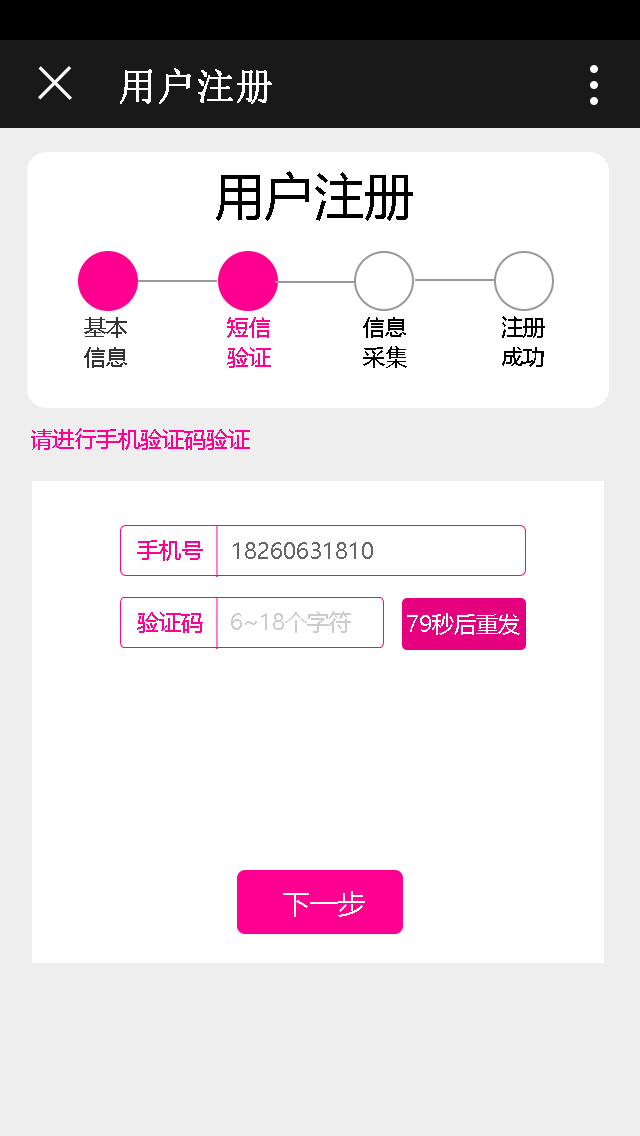 用户注册
用户注册
基本
信息
短信
验证
信息
采集
注册
成功
请进行手机验证码验证
手机号 18260631810
验证码 6~18个字符 79秒后重发
下一步